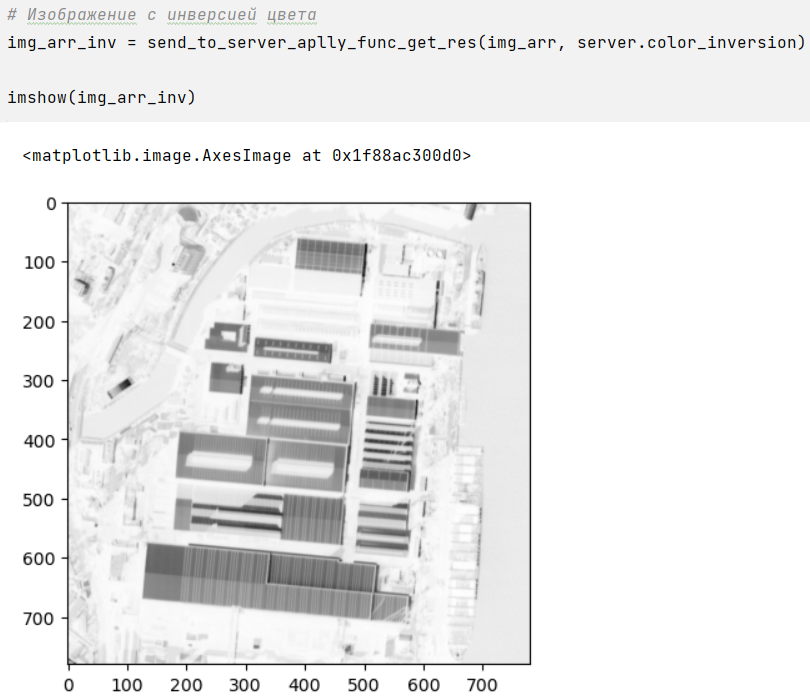 # Изображение с инверсией цвета
img_arr_inv = send_to_server_aplly_func_get_res(img_arr, server.color_inversion)
imshow(img_arr_inv)
<matplotlib.image.AxesImage at 0x1f88ac300d0>
0
100
200
300
400
500
600
700
0 100 200 300 400 500 600 700